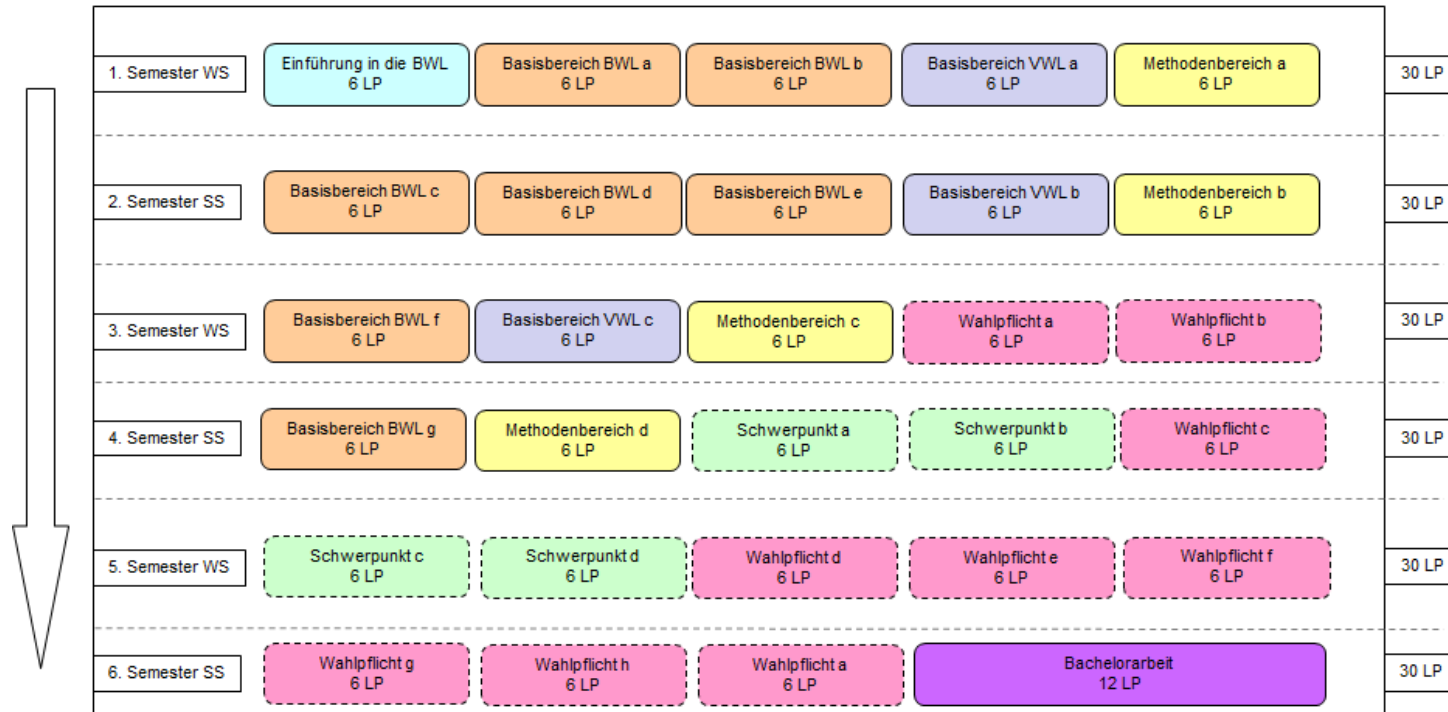 1. Semester WS
Einführung in die BWL
6 LP
Basisbereich BWL a
6 LP
Basisbereich BWL b
6 LP
Basisbereich VWL a
6 LP
Methodenbereich a
6 LP
30 LP
2. Semester SS
Basisbereich BWL c
6 LP
Basisbereich BWL d
6 LP
Basisbereich BWL e
6 LP
Basisbereich VWL b
6 LP
Methodenbereich b
6 LP
30 LP
3. Semester WS
Basisbereich BWL f
6 LP
Basisbereich VWL c
6 LP
Methodenbereich c
6 LP
Wahlpflicht a
6 LP
Wahlpflicht b
6 LP
30 LP
4. Semester SS
Basisbereich BWL g
6 LP
Methodenbereich d
6 LP
Schwerpunkt a
6 LP
Schwerpunkt b
6 LP
Wahlpflicht c
6 LP
30 LP
5. Semester WS
Schwerpunkt c
6 LP
Schwerpunkt d
6 LP
Wahlpflicht d
6 LP
Wahlpflicht e
6 LP
Wahlpflicht f
6 LP
30 LP
6. Semester SS
Wahlpflicht g
6 LP
Wahlpflicht h
6 LP
Wahlpflicht a
6 LP
Bachelorarbeit
12 LP
30 LP